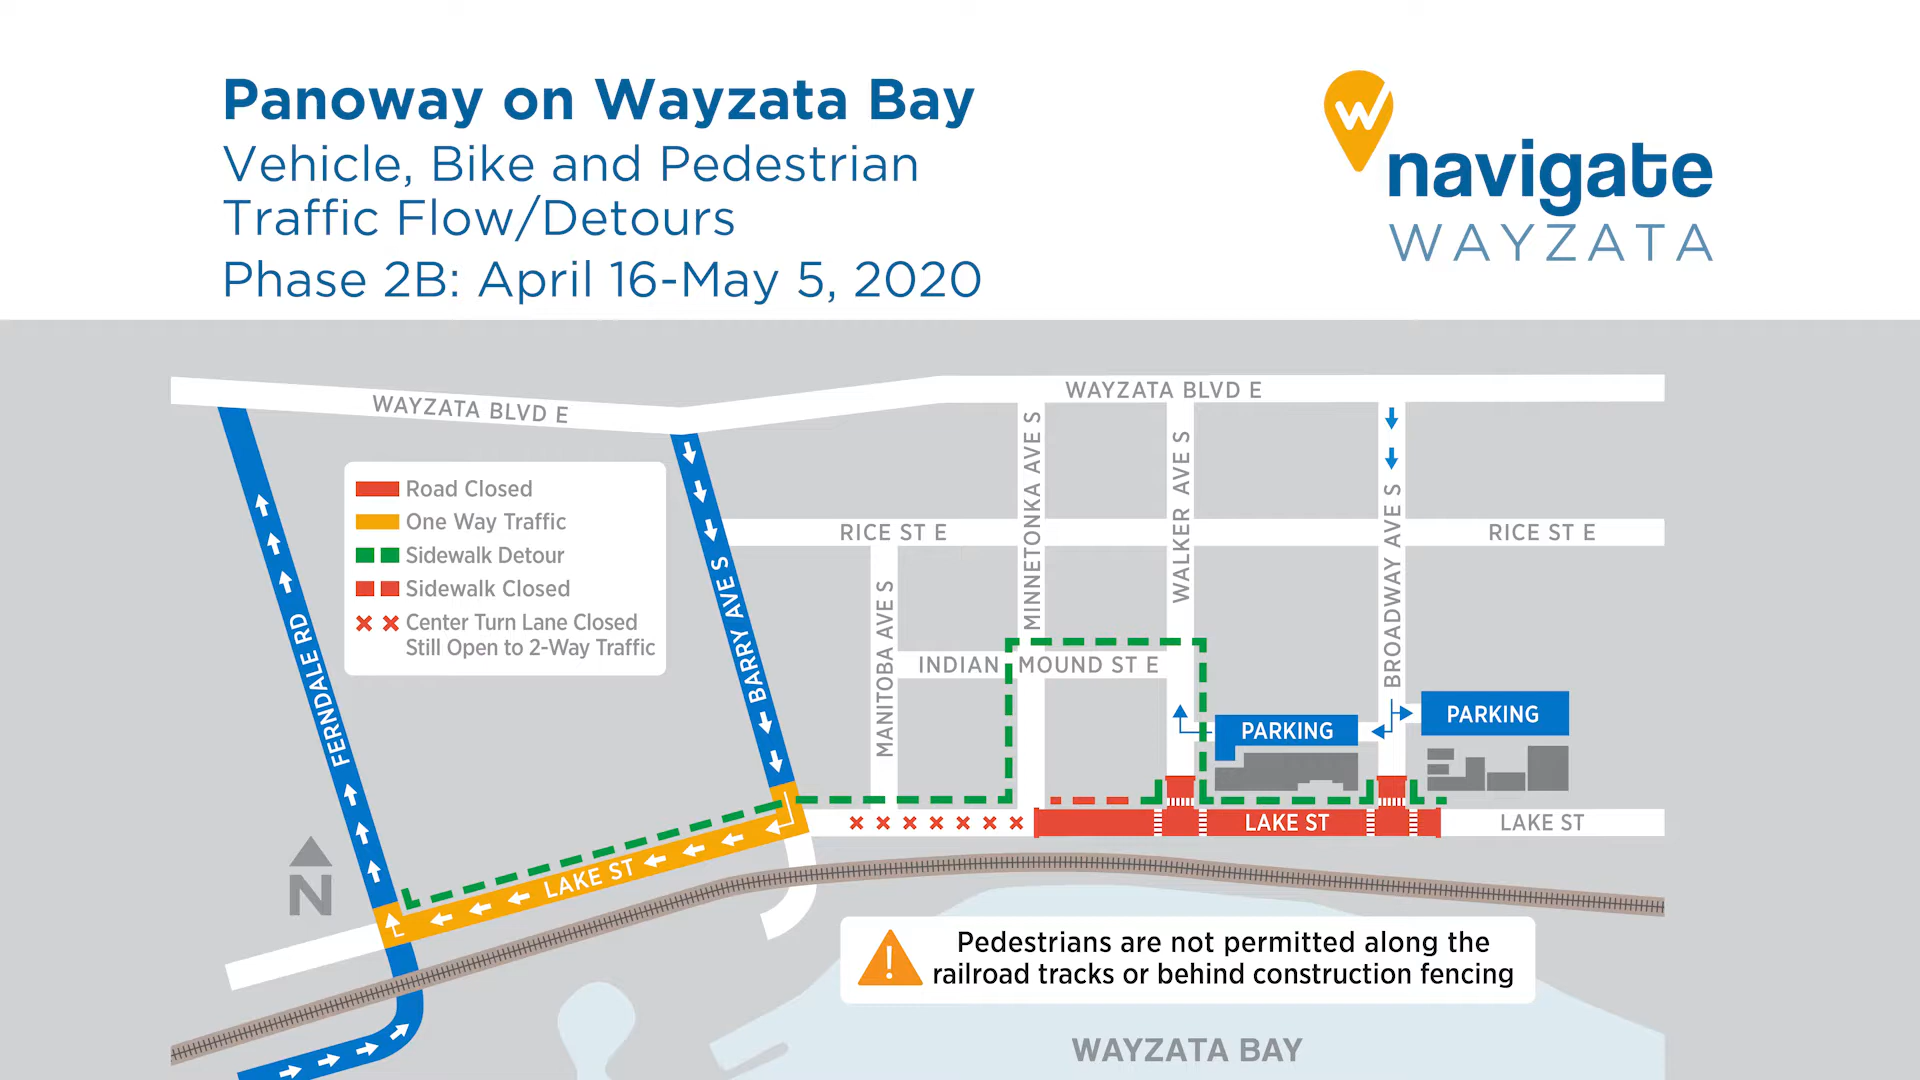 Panoway on Wayzata Bay
Vehicle, Bike and Pedestrian
Traffic Flow/Detours
Phase 2B: April 16-May 5, 2020
W
navigate
WAYZATA
WAYZATA BLVD E
WAYZATA BLVD E
Road Closed
One Way Traffic
Sidewalk Detour
Sidewalk Closed
Center Turn Lane Closed
Still Open to 2-Way Traffic
FERNDALE RD
BARRY AVE S
RICE ST E
RICE ST E
MANITOBA AVE S
MINNETONKA AVE S
WALKER AVE S
BROADWAY AVE S
INDIAN MOUND ST E
PARKING
PARKING
LAKE ST
LAKE ST
LAKE ST
N
!
Pedestrians are not permitted along the
railroad tracks or behind construction fencing
WAYZATA BAY